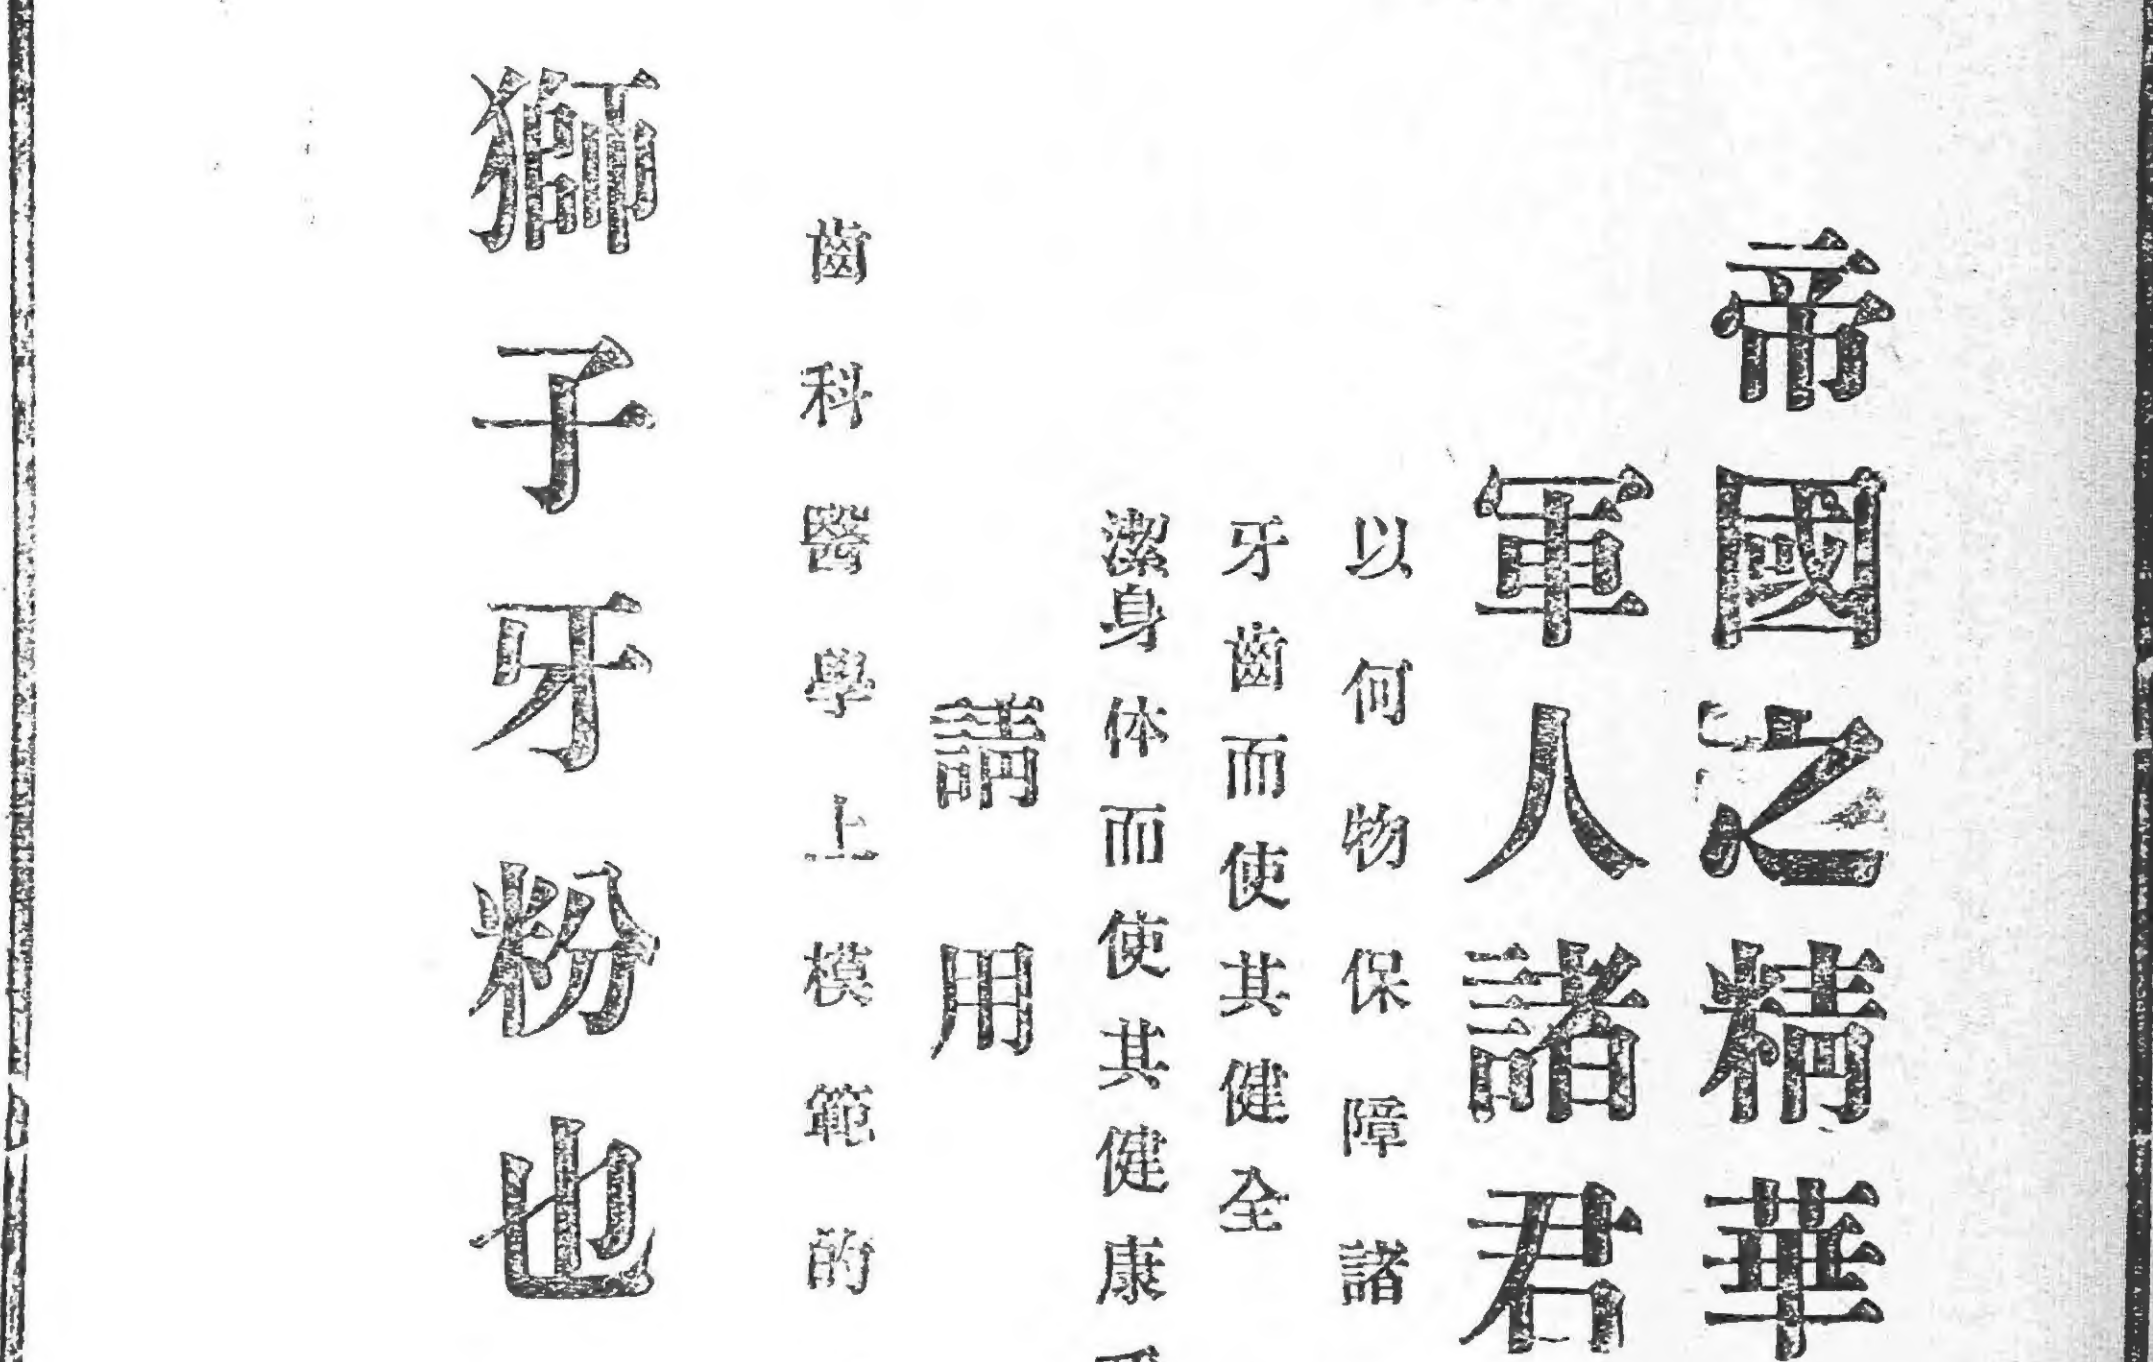 帝國之精華
軍人諸君
以何物保障諸
牙齒而使其健全
潔身体而使其健康
請用
齒科醫學上模範的
獅子牙粉也